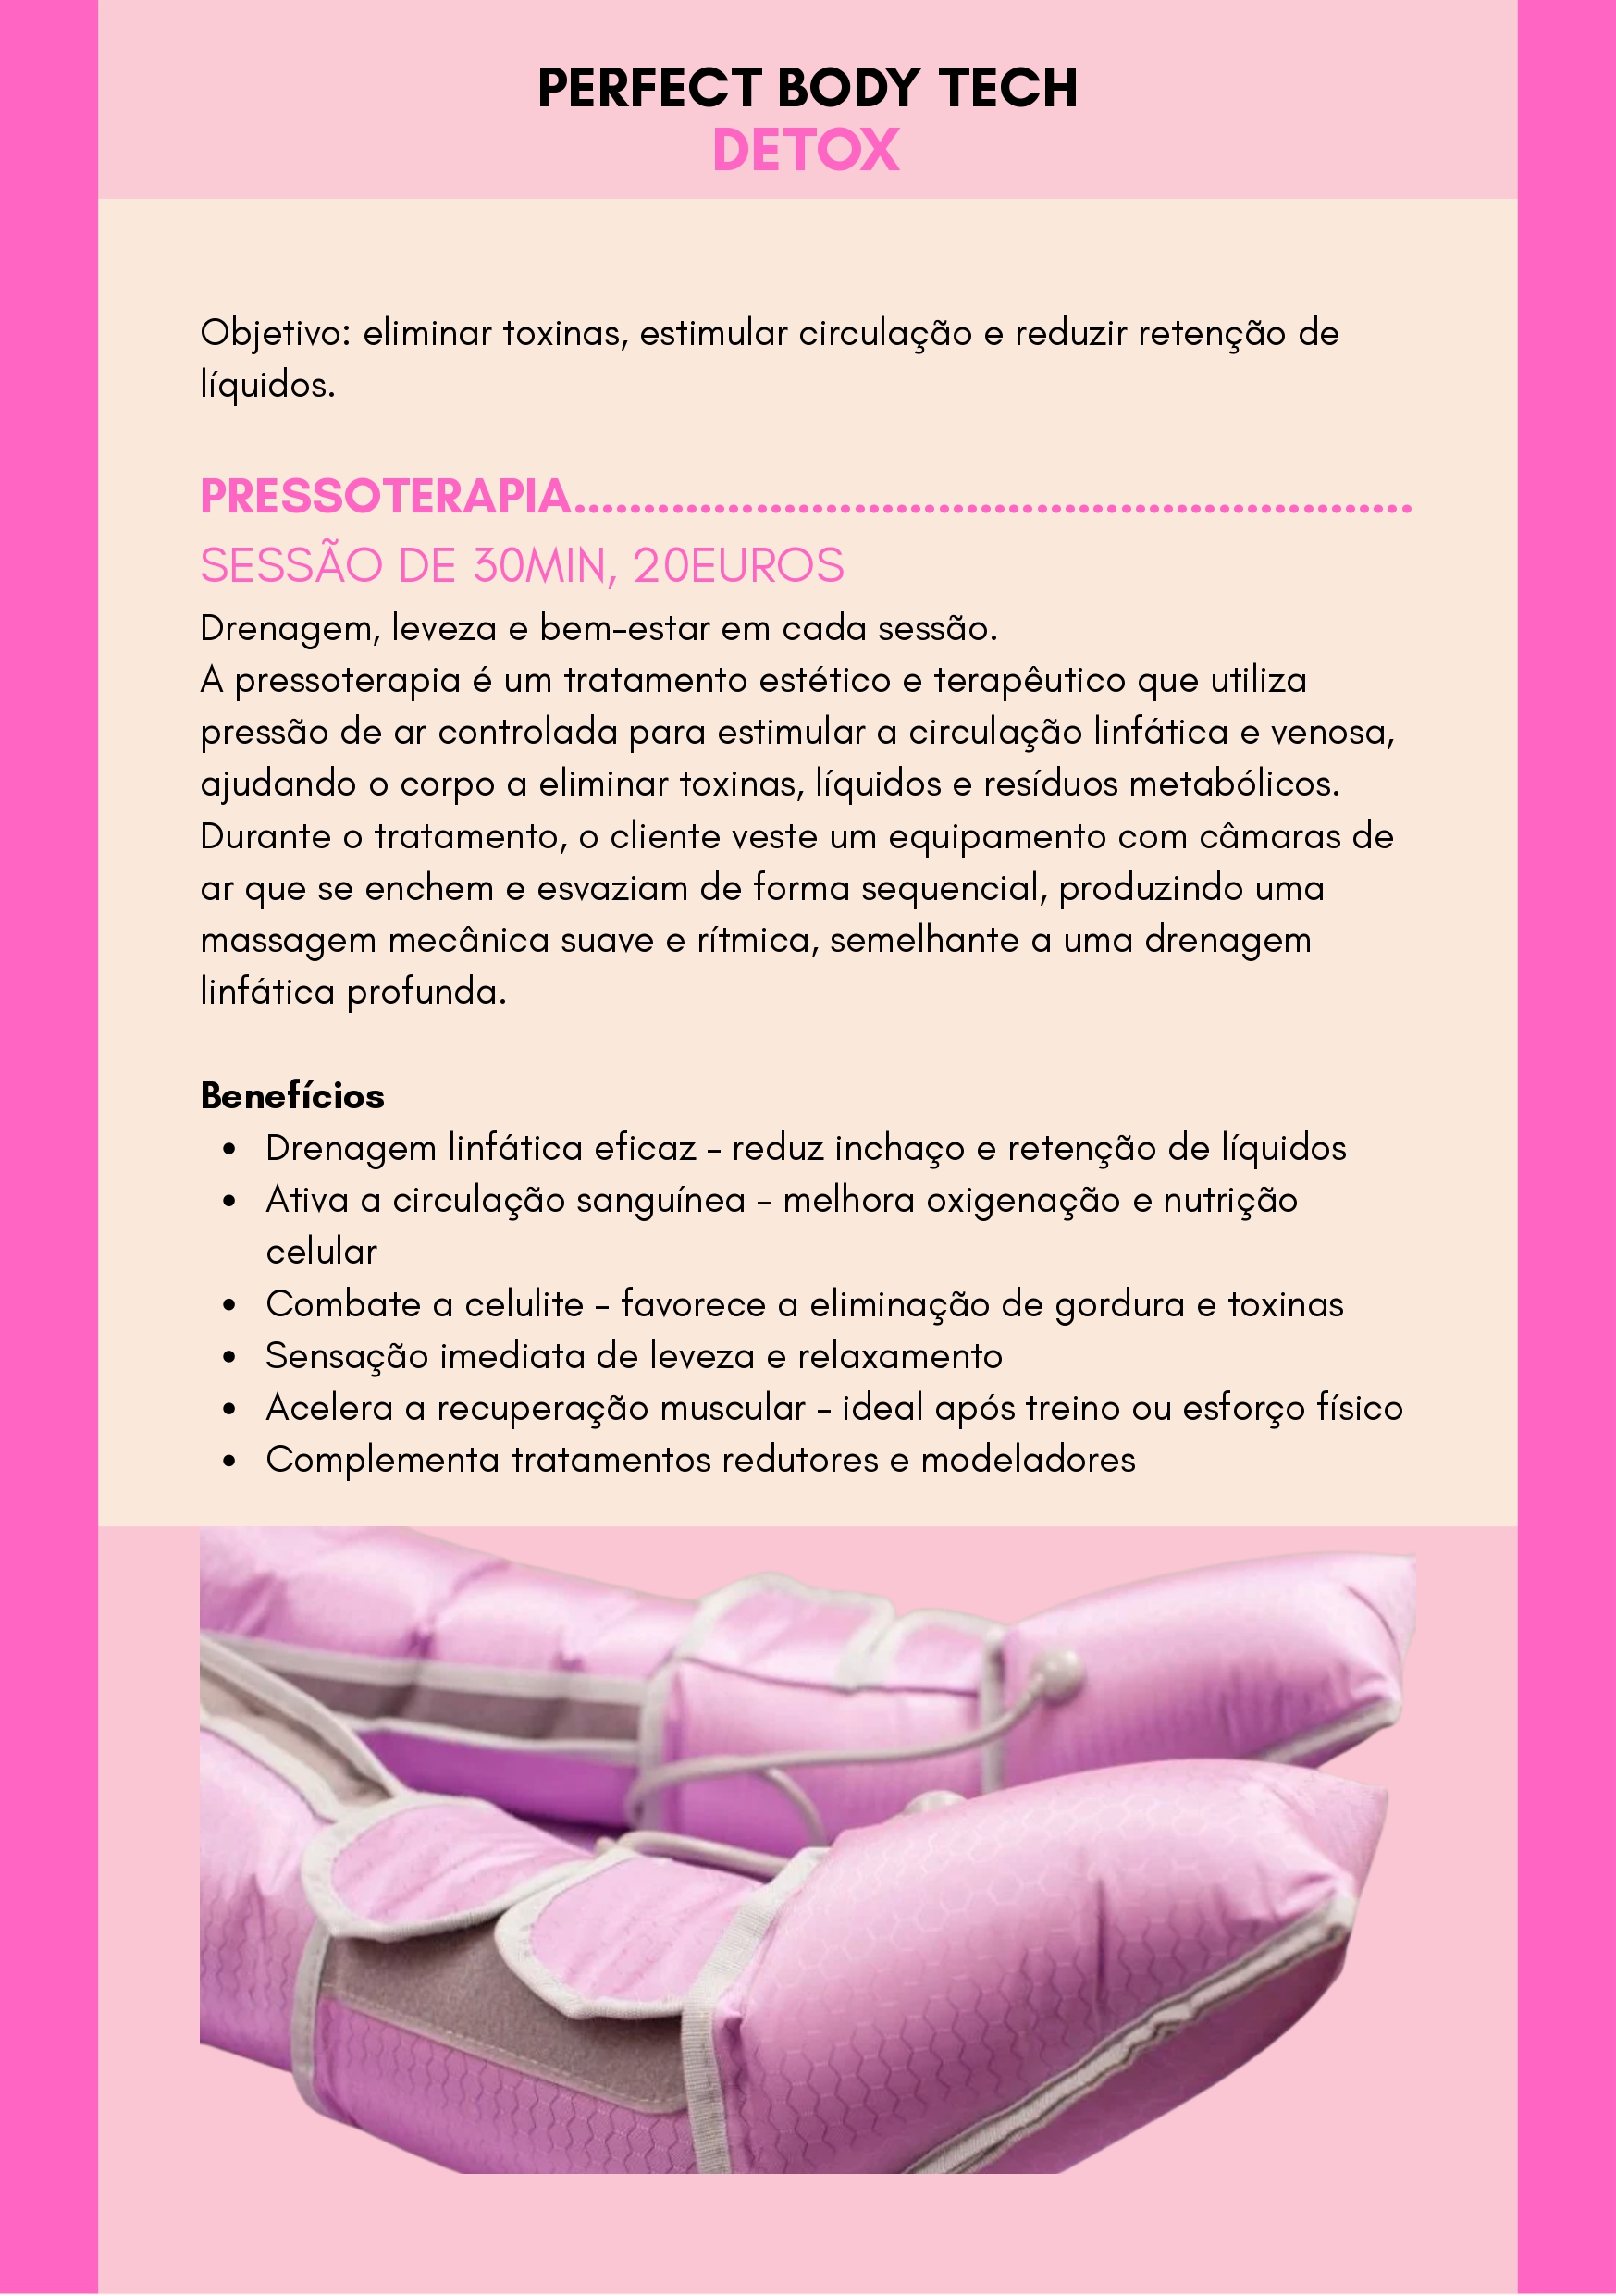 PERFECT BODY TECH
DETOX
Objetivo: eliminar toxinas, estimular circulação e reduzir retenção de
líquidos.
PRESSOTERAPIA............................................................
SESSÃO DE 30MIN, 20EUROS
Drenagem, leveza e bem-estar em cada sessão.
A pressoterapia é um tratamento estético e terapêutico que utiliza
pressão de ar controlada para estimular a circulação linfática e venosa,
ajudando o corpo a eliminar toxinas, líquidos e resíduos metabólicos.
Durante o tratamento, o cliente veste um equipamento com câmaras de
ar que se enchem e esvaziam de forma sequencial, produzindo uma
massagem mecânica suave e rítmica, semelhante a uma drenagem
linfática profunda.
Benefícios
• Drenagem linfática eficaz - reduz inchaço e retenção de líquidos
• Ativa a circulação sanguínea - melhora oxigenação e nutrição
celular
• Combate a celulite - favorece a eliminação de gordura e toxinas
• Sensação imediata de leveza e relaxamento
• Acelera a recuperação muscular - ideal após treino ou esforço físico
• Complementa tratamentos redutores e modeladores